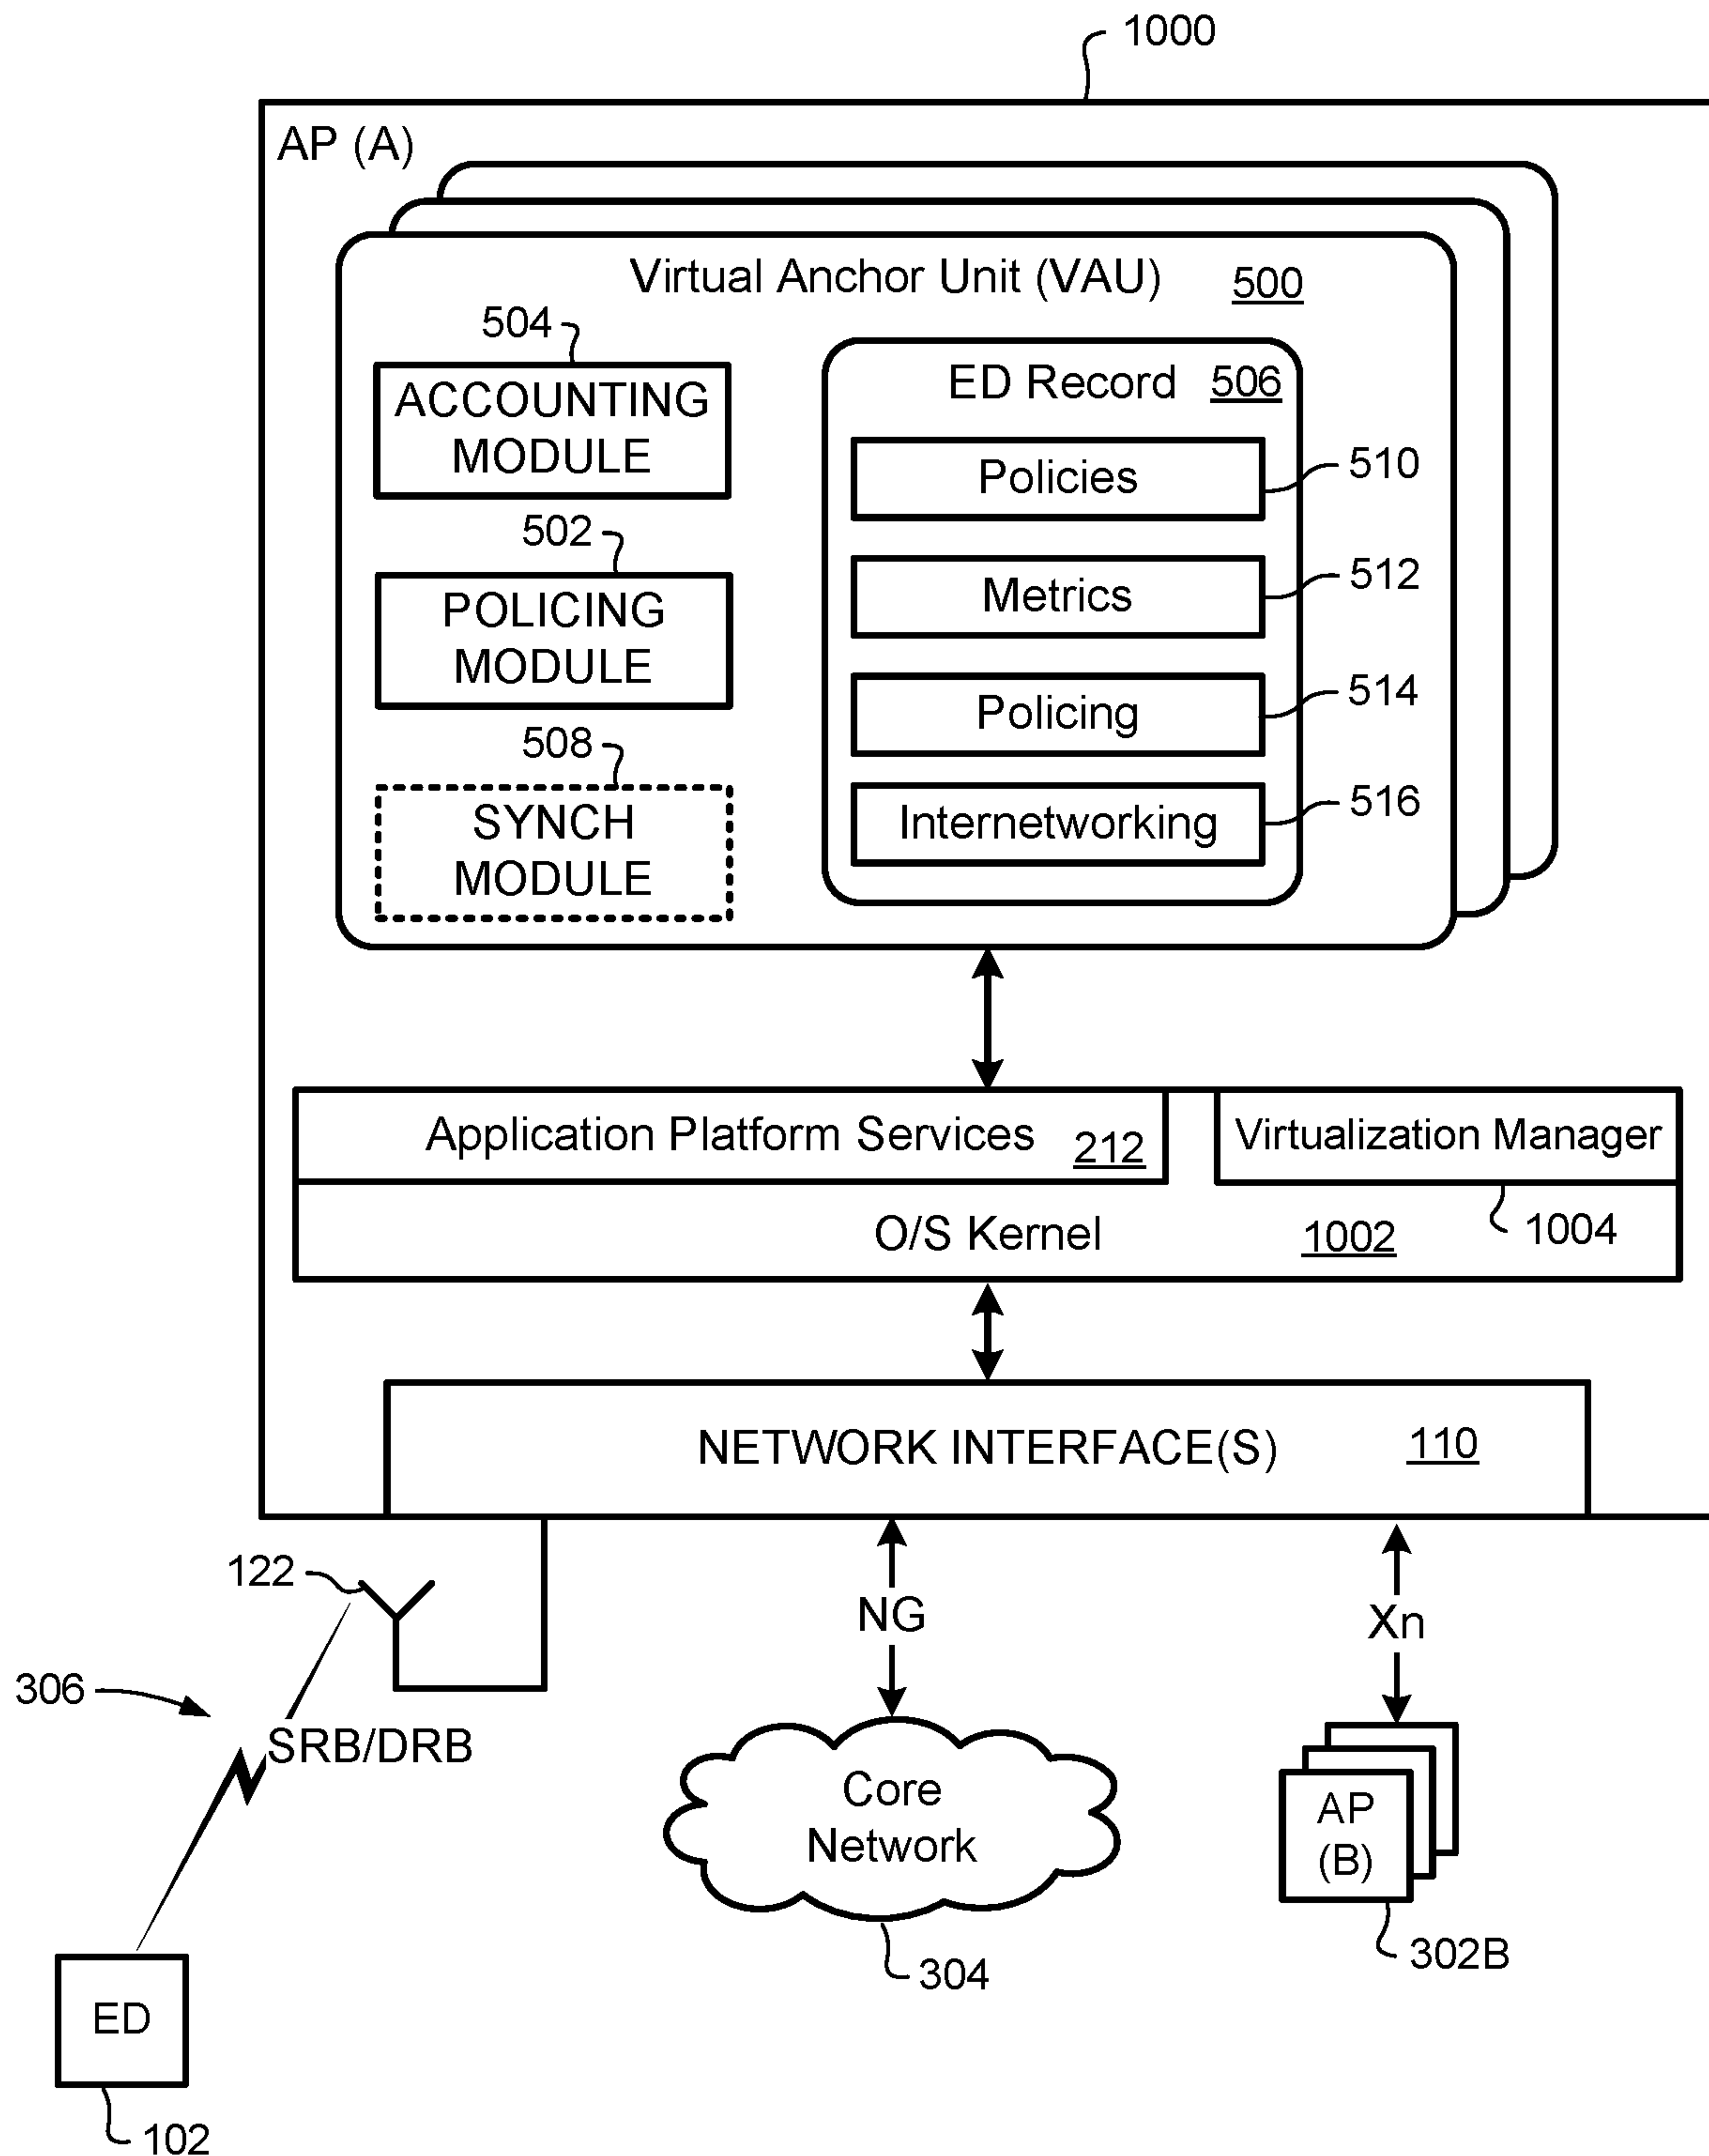 1000
AP (A)
Virtual Anchor Unit (VAU) 500
504
ACCOUNTING
MODULE
502
POLICING
MODULE
508
SYNCH
MODULE
ED Record 506
Policies
510
Metrics
512
Policing
514
Internetworking
516
Application Platform Services 212
Virtualization Manager
O/S Kernel 1002
1004
NETWORK INTERFACE(S) 110
122
NG
Xn
306
SRB/DRB
Core
Network
AP
(B)
304
302B
ED
102